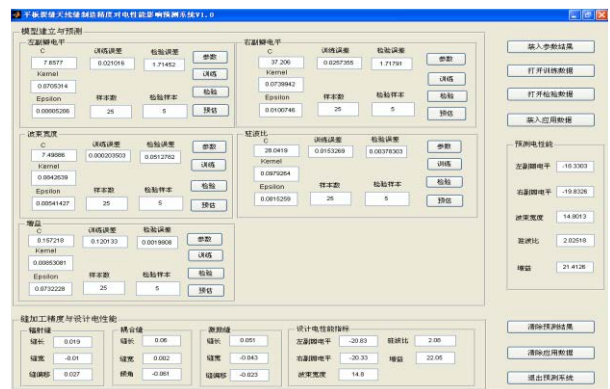 平板裂缝天线缝制造精度对电性能影响预测系统V1.0
模型建立与预测
左副瓣电平
C 训练误差 检验误差
7.6577 0.021016 1.71452 参数
Kernel
0.0705314 训练
Epsilon 样本数 检验样本 检验
0.00005208 25 5 预估
右副瓣电平
C 训练误差 检验误差
37.206 0.0257355 1.71791 参数
Kernel
0.0739942 训练
Epsilon 样本数 检验样本 检验
0.0100746 25 5 预估
波束宽度
C 训练误差 检验误差
7.49886 0.000203503 0.0512762 参数
Kernel
0.0042639 训练
Epsilon 样本数 检验样本 检验
0.00541427 25 5 预估
驻波比
C 训练误差 检验误差
28.0419 0.0153269 0.00378303 参数
Kernel
0.0979264 训练
Epsilon 样本数 检验样本 检验
0.0815259 25 5 预估
增益
C 训练误差 检验误差
0.157218 0.120133 0.0019806 参数
Kernel
0.00853081 训练
Epsilon 样本数 检验样本 检验
0.0732228 25 5 预估
装入参数结果
打开训练数据
打开检验数据
装入应用数据
预测电性能
左副瓣电平 -18.3303
右副瓣电平 -19.8326
波束宽度 14.8013
驻波比 2.02518
增益 21.4126
缝加工精度与设计电性能
辐射缝
缝长 0.019
缝宽 -0.01
缝偏移 0.027
耦合缝
缝长 0.06
缝宽 0.082
倾角 -0.061
激励缝
缝长 0.051
缝宽 -0.043
缝偏移 -0.023
设计电性能指标
左副瓣电平 -20.83 驻波比 2.08
右副瓣电平 -20.33 增益 22.05
波束宽度 14.8
清除预测结果
清除应用数据
退出预测系统